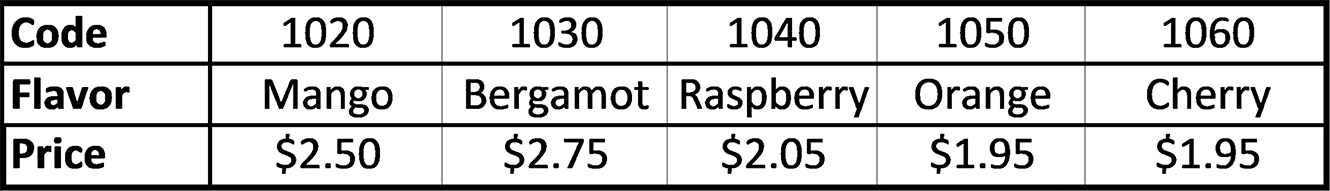 Code 1020 1030 1040 1050 1060
Flavor Mango Bergamot Raspberry Orange Cherry
Price $2.50 $2.75 $2.05 $1.95 $1.95